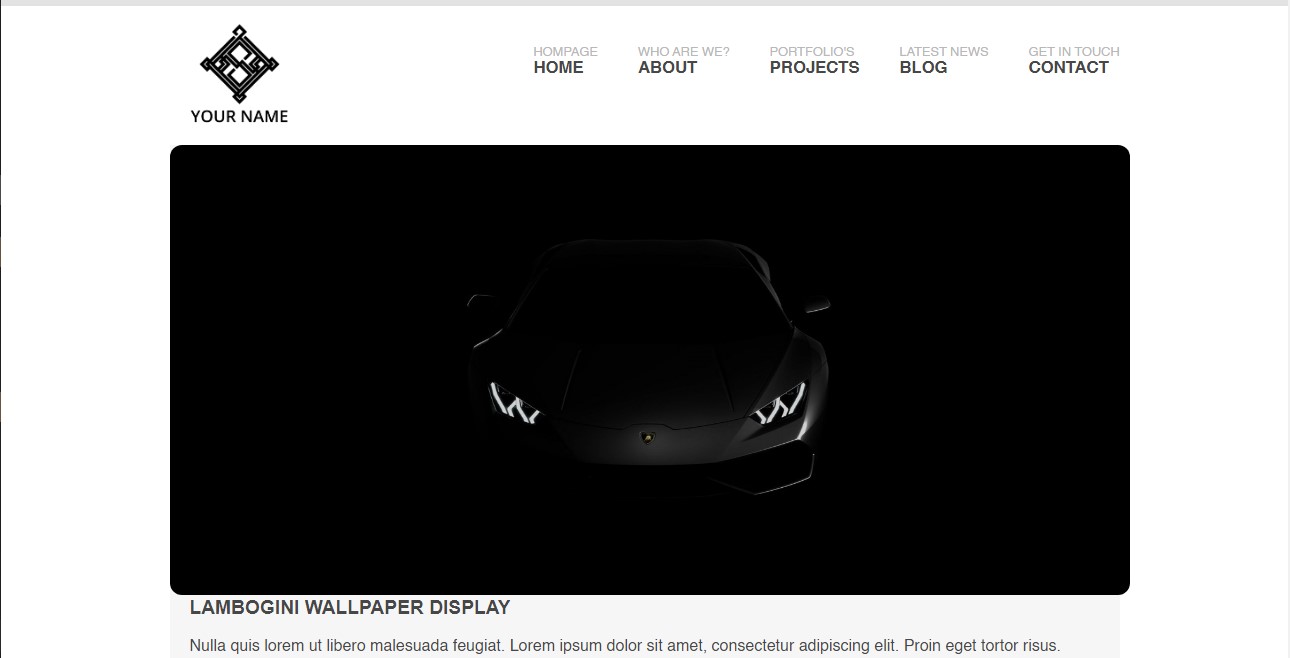 YOUR NAME
HOMPAGE
HOME
WHO ARE WE?
ABOUT
PORTFOLIO'S
PROJECTS
LATEST NEWS
BLOG
GET IN TOUCH
CONTACT
LAMBOGINI WALLPAPER DISPLAY
Nulla quis lorem ut libero malesuada feugiat. Lorem ipsum dolor sit amet, consectetur adipiscing elit. Proin eget tortor risus.